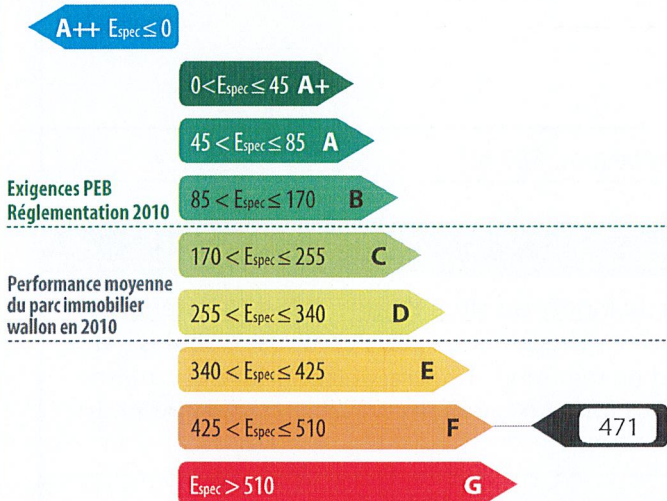 A++ Espec ≤ 0
0 < Espec ≤ 45 A+
45 < Espec ≤ 85 A
Exigences PEB
Réglementation 2010
85 < Espec ≤ 170 B
170 < Espec ≤ 255 C
Performance moyenne
du parc immobilier
wallon en 2010
255 < Espec ≤ 340 D
340 < Espec ≤ 425 E
425 < Espec ≤ 510 F
471
Espec > 510 G